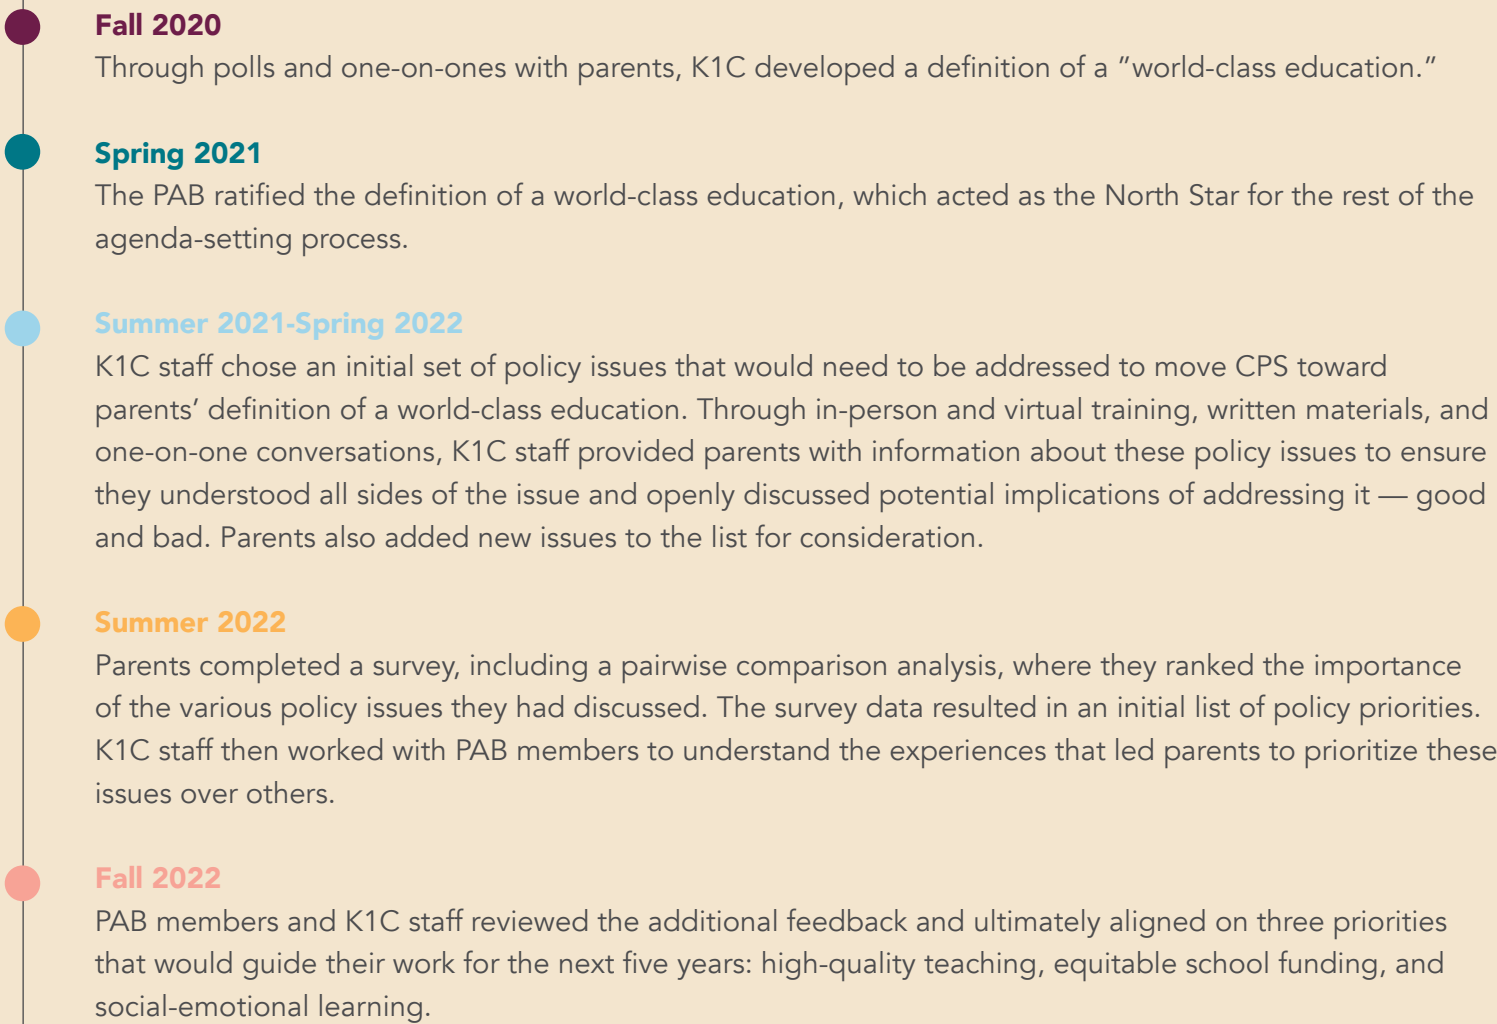 Fall 2020
Through polls and one-on-ones with parents, K1C developed a definition of a “world-class education.”
Spring 2021
The PAB ratified the definition of a world-class education, which acted as the North Star for the rest of the
agenda-setting process.
Summer 2021-Spring 2022
K1C staff chose an initial set of policy issues that would need to be addressed to move CPS toward
parents’ definition of a world-class education. Through in-person and virtual training, written materials, and
one-on-one conversations, K1C staff provided parents with information about these policy issues to ensure
they understood all sides of the issue and openly discussed potential implications of addressing it — good
and bad. Parents also added new issues to the list for consideration.
Summer 2022
Parents completed a survey, including a pairwise comparison analysis, where they ranked the importance
of the various policy issues they had discussed. The survey data resulted in an initial list of policy priorities.
K1C staff then worked with PAB members to understand the experiences that led parents to prioritize these
issues over others.
Fall 2022
PAB members and K1C staff reviewed the additional feedback and ultimately aligned on three priorities
that would guide their work for the next five years: high-quality teaching, equitable school funding, and
social-emotional learning.